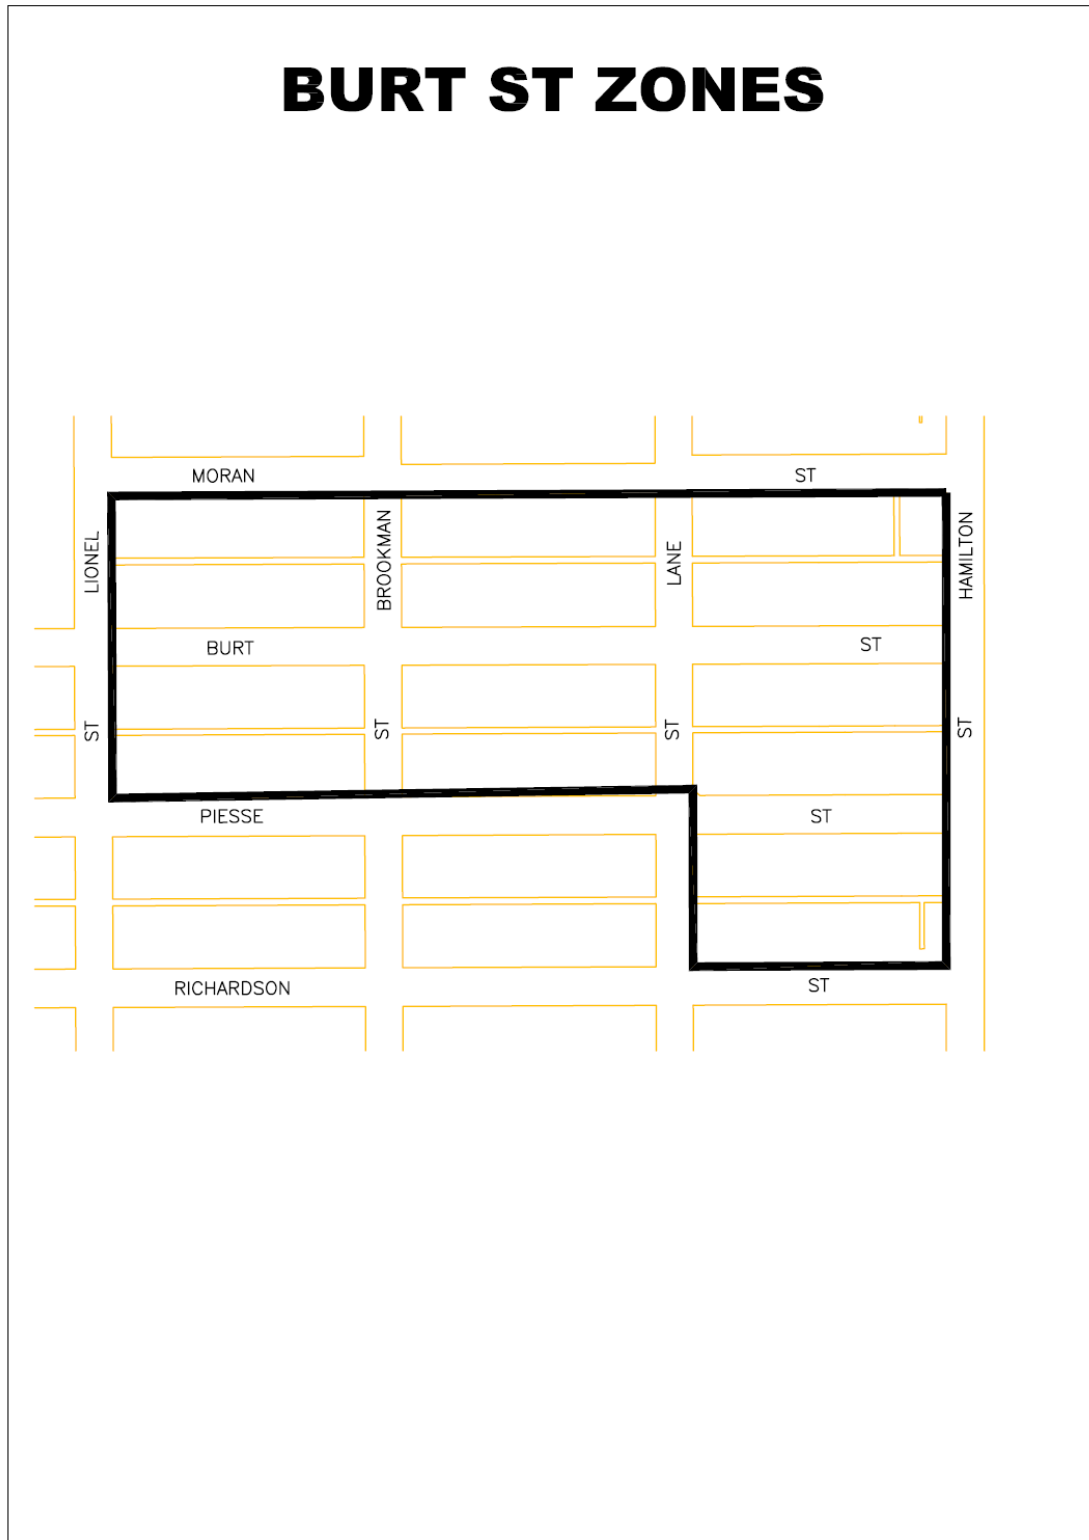 BURT ST ZONES
MORAN ST
LIONEL ST
BROOKMAN ST
LANE ST
HAMILTON ST
BURT ST
PIESSE ST
RICHARDSON ST